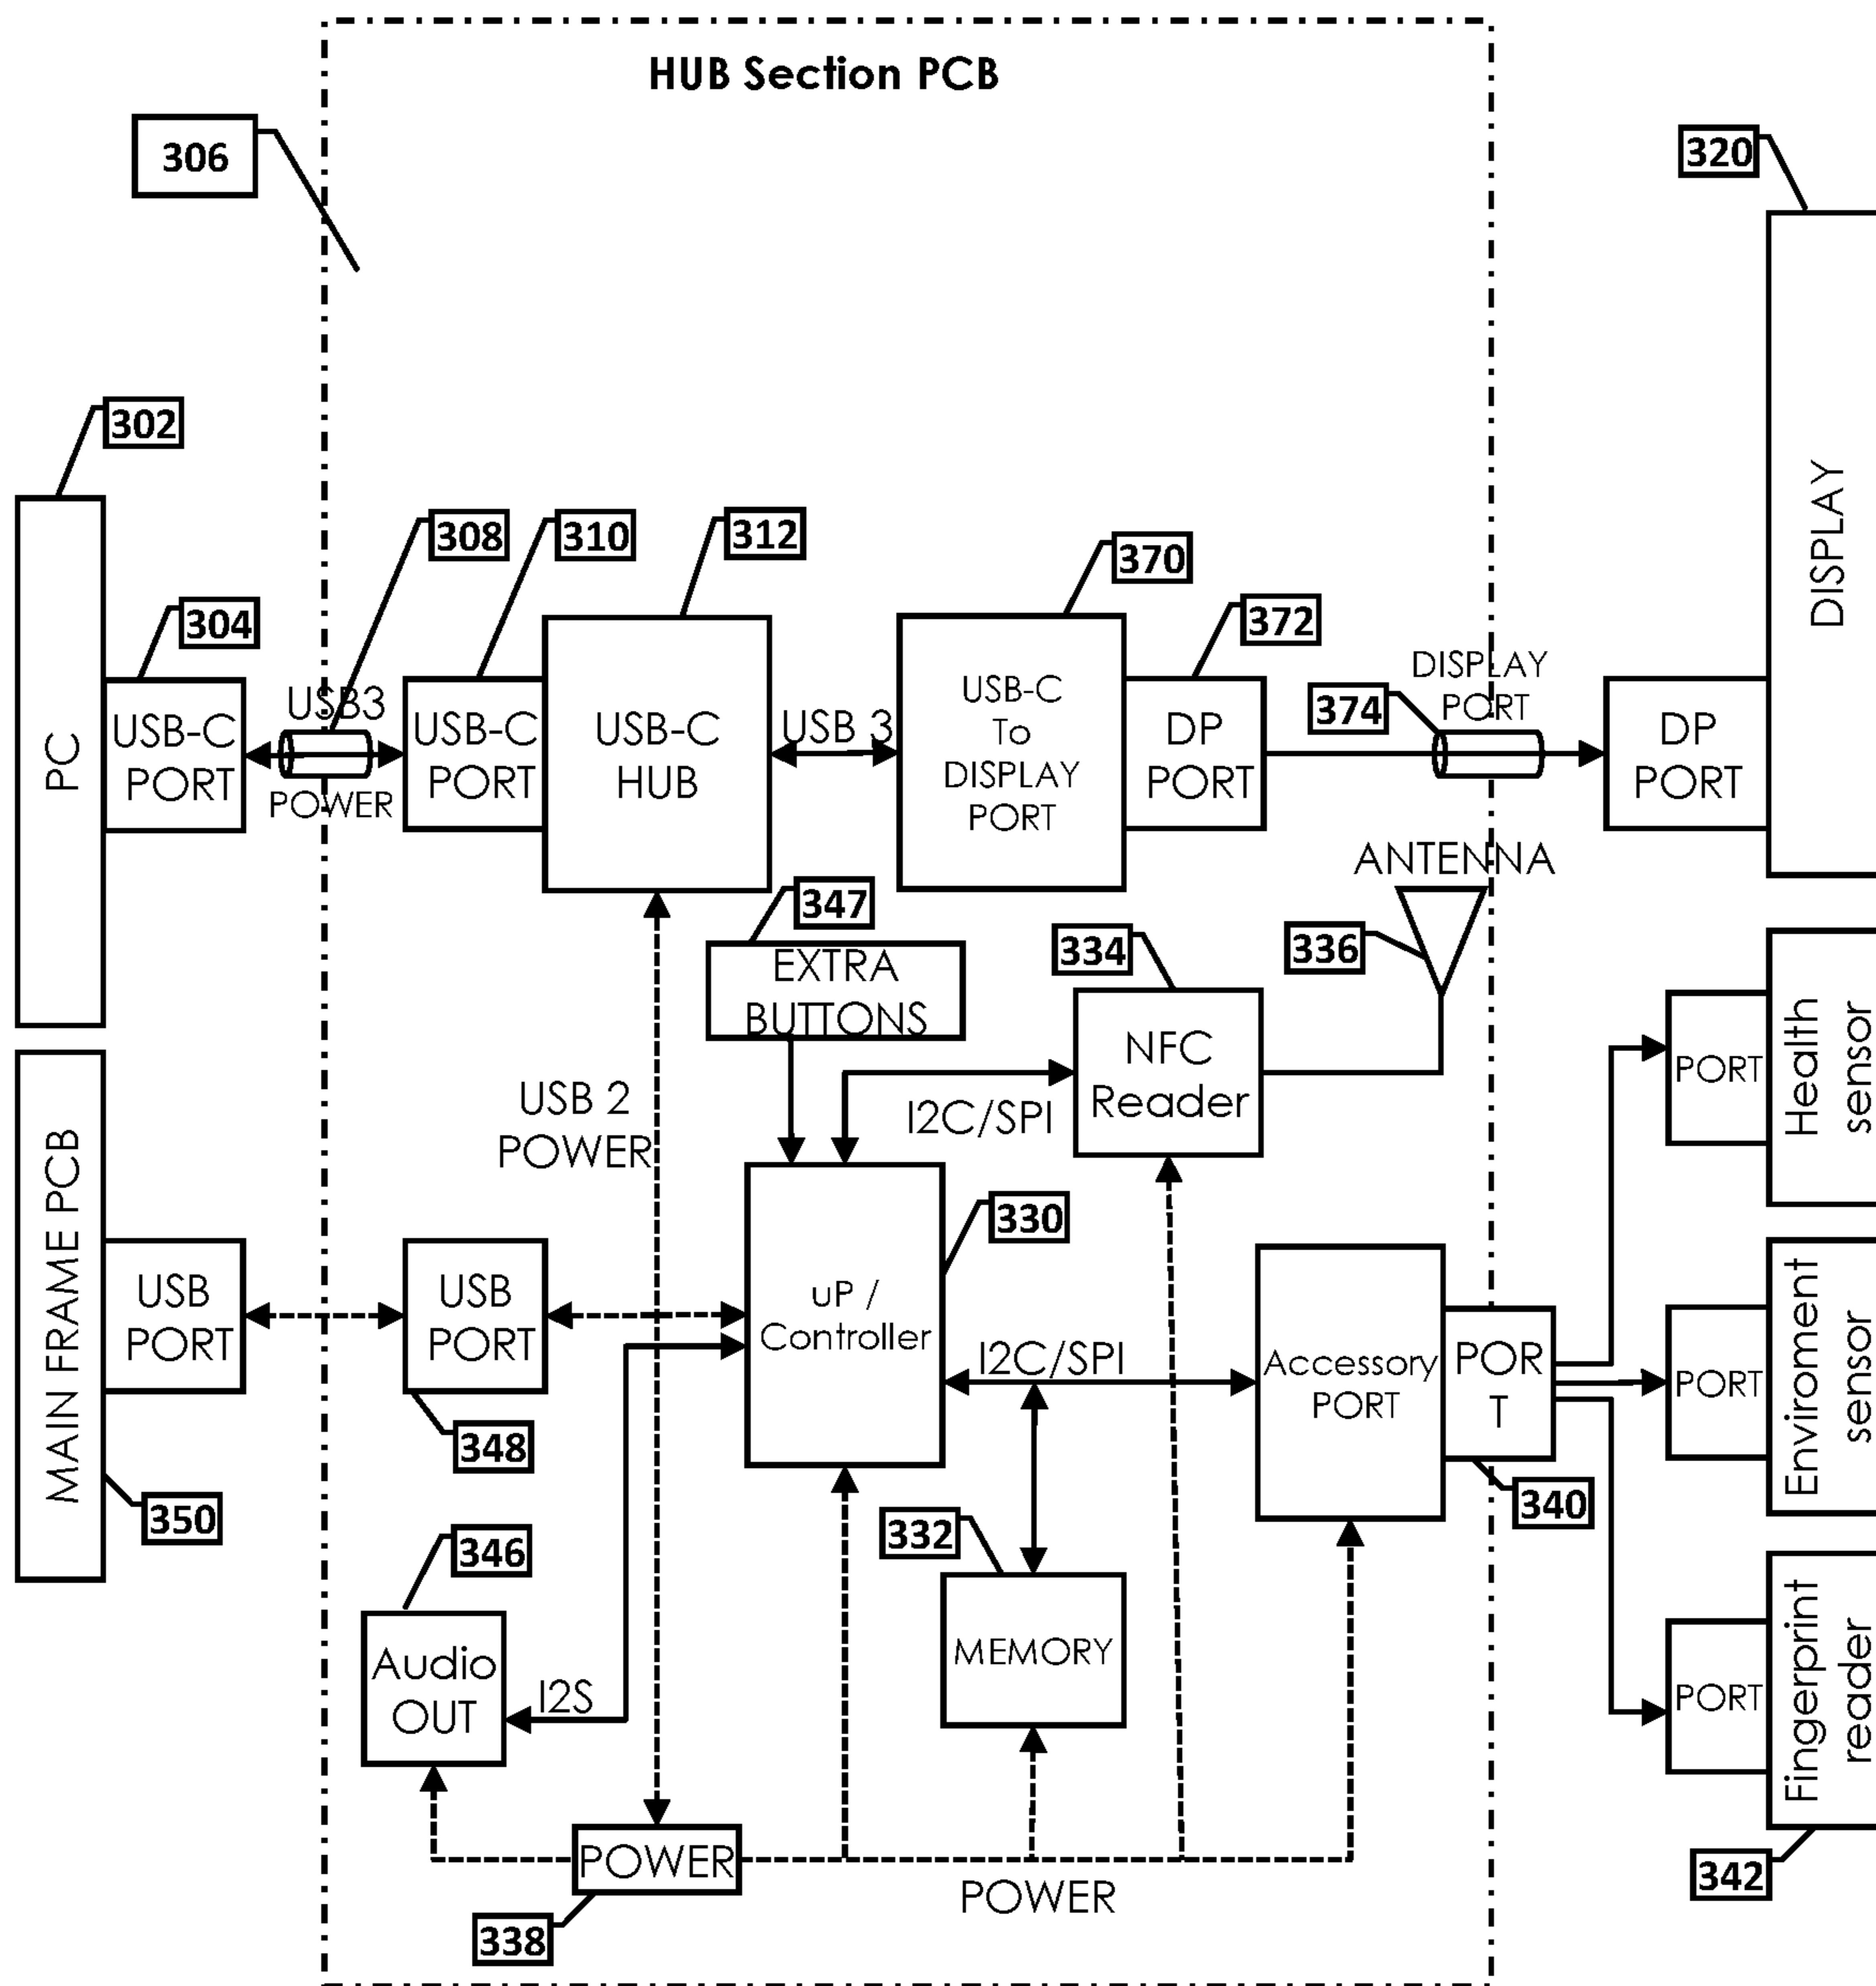 HUB Section PCB
306
320
302
308
310
312
370
304
372
374
PC
USB-C
PORT
USB3
POWER
USB-C
PORT
USB-C
HUB
USB 3
USB-C
To
DISPLAY
PORT
DP
PORT
DISPLAY
PORT
DP
PORT
DISPLAY
ANTENNA
347
334
336
EXTRA
BUTTONS
NFC
Reader
I2C/SPI
USB 2
POWER
PORT
Health
sensor
MAIN FRAME PCB
USB
PORT
USB
PORT
330
uP /
Controller
I2C/SPI
Accessory
PORT
POR
T
PORT
Enviroment
sensor
348
350
340
346
332
Audio
OUT
I2S
MEMORY
PORT
Fingerprint
reader
POWER
POWER
338
342